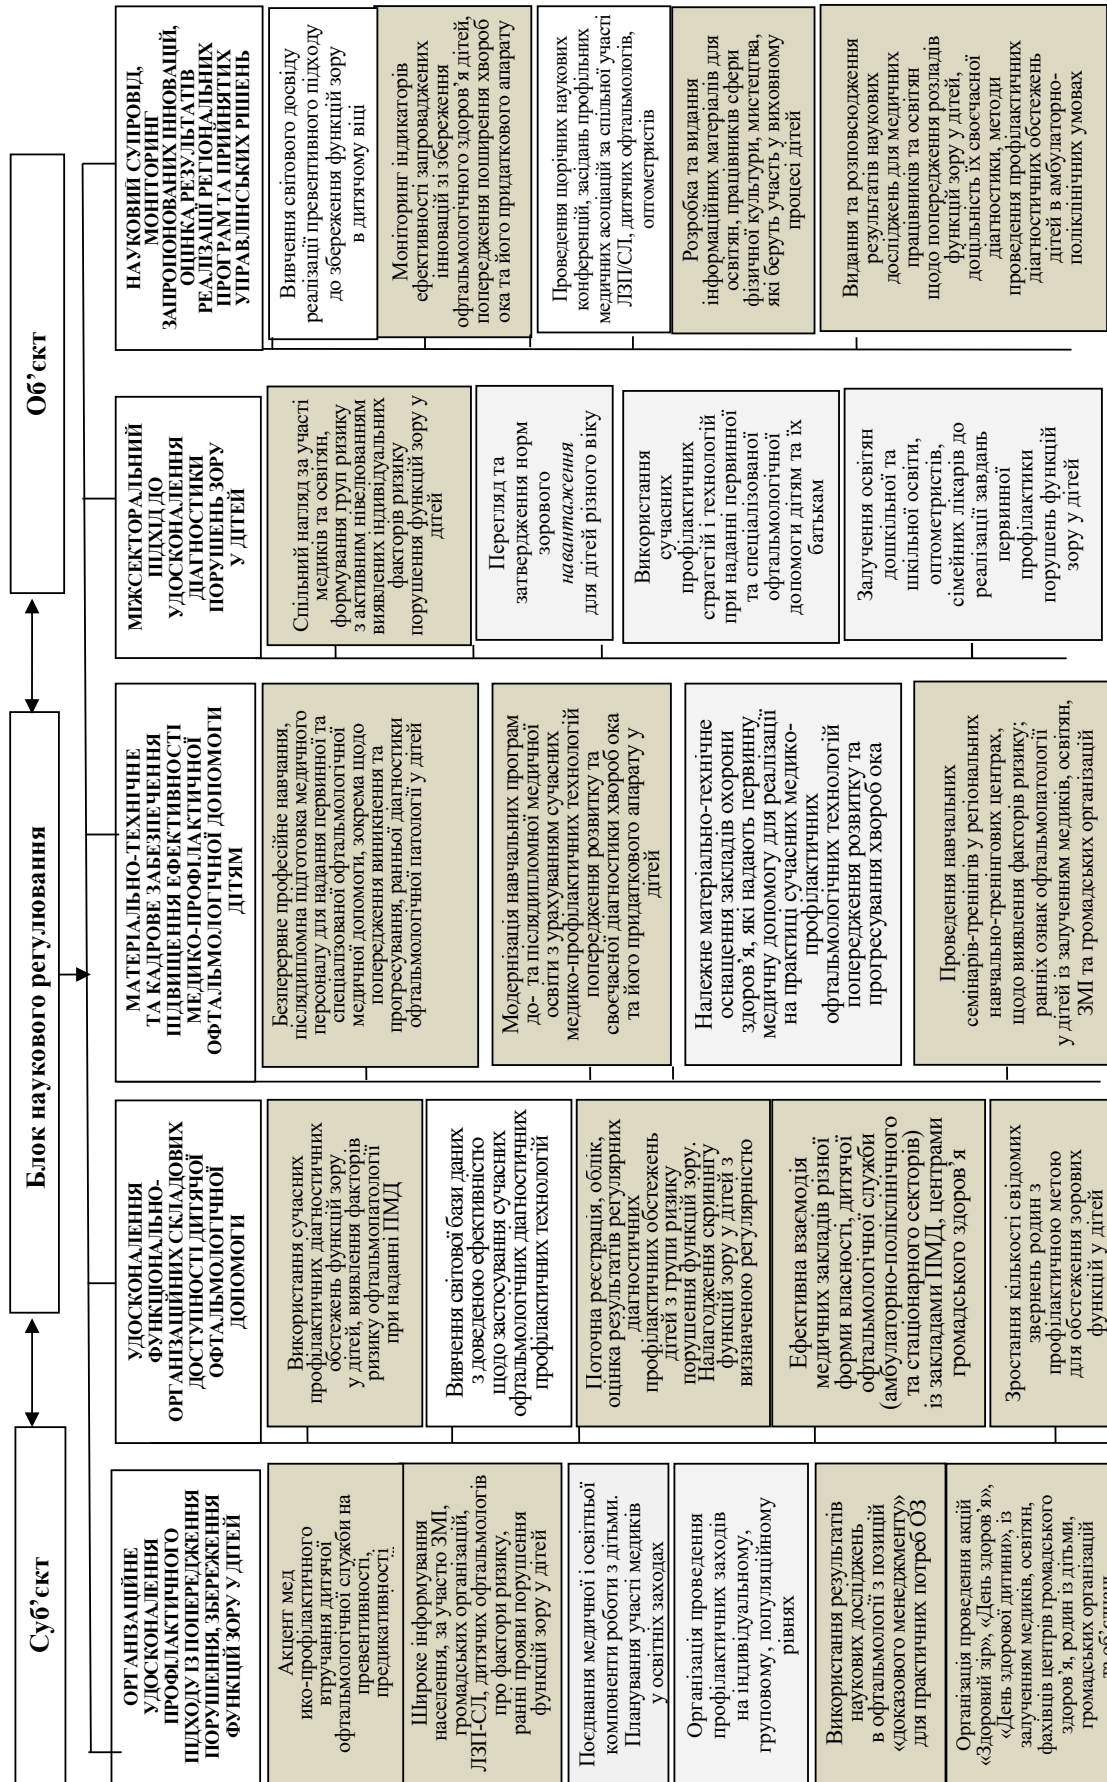 Суб’єкт
Блок наукового регулювання
Об’єкт
ОРГАНІЗАЦІЙНЕ
УДОСКОНАЛЕННЯ
ПРОФІЛАКТИЧНОГО
ПІДХОДУ ІЗ ПОПЕРЕДЖЕННЯ
ПОРУШЕННЯ, ЗБЕРЕЖЕННЯ
ФУНКЦІЙ ЗОРУ У ДІТЕЙ
Акцент мед
ико-профілактичного
втручання дитячої
офтальмологічної служби на
превентивності,
предикативності
Широке інформування
населення, за участю ЗМІ,
громадських організацій,
ЛЗП-СЛ, дитячих офтальмологів
про фактори ризику,
ранні прояви порушення
функцій зору у дітей
Поєднання медичної і освітньої
компоненти роботи з дітьми.
Планування участі медиків
у освітніх заходах
Організація проведення
профілактичних заходів
на індивідуальному,
груповому, популяційному
рівнях
Використання результатів
наукових досліджень
в офтальмології з позицій
«доказового менеджменту»
для практичних потреб ОЗ
Організація проведення акцій
«Здоровий зір», «День здоров’я»,
«День здорової дитини», із
залученням медиків, освітян,
фахівців центрів громадського
здоров’я, родин із дітьми,
громадських організацій
УДОСКОНАЛЕННЯ
ФУНКЦІОНАЛЬНО-
ОРГАНІЗАЦІЙНИХ СКЛАДОВИХ
ДОСТУПНОСТІ ДИТЯЧОЇ
ОФТАЛЬМОЛОГІЧНОЇ
ДОПОМОГИ
Використання сучасних
профілактичних діагностичних
обстежень функцій зору
у дітей, виявлення факторів
ризику офтальмопатології
при наданні ПМД
Вивчення світової бази даних
з доведеною ефективністю
щодо застосування сучасних
офтальмологічних діагностичних
профілактичних технологій
Поточна реєстрація, облік,
оцінка результатів регулярних
діагностичних
профілактичних обстежень
дітей з групи ризику
порушення функцій зору.
Налагодження скринінгу
функцій зору у дітей з
визначеною регулярністю
Ефективна взаємодія
медичних закладів різної
форми власності, дитячої
офтальмологічної служби
(амбулаторно-поліклінічного
та стаціонарного секторів)
із закладами ПМД, центрами
громадського здоров’я
Зростання кількості свідомих
звернень родин з
профілактичною метою
для обстеження зорових
функцій у дітей
МАТЕРІАЛЬНО-ТЕХНІЧНЕ
ТА КАДРОВЕ ЗАБЕЗПЕЧЕННЯ
ПІДВИЩЕННЯ ЕФЕКТИВНОСТІ
МЕДИКО-ПРОФІЛАКТИЧНОЇ
ОФТАЛЬМОЛОГІЧНОЇ ДОПОМОГИ
ДІТЯМ
Безперервне професійне навчання,
післядипломна підготовка медичного
персоналу для надання первинної та
спеціалізованої офтальмологічної
медичної допомоги, зокрема щодо
попередження виникнення та
прогресування, ранньої діагностики
офтальмологічної патології у дітей
Модернізація навчальних програм
до- та післядипломної медичної
освіти з урахуванням сучасних
медико-профілактичних технологій
попередження розвитку та
своєчасної діагностики хвороб ока
та його придаткового апарату у
дітей
Належне матеріально-технічне
оснащення закладів охорони
здоров’я, які надають первинну
медичну допомогу для реалізації
на практиці сучасних медико-
профілактичних
офтальмологічних технологій
попередження розвитку та
прогресування хвороб ока
Проведення навчальних
семінарів-тренінгів у регіональних
навчально-тренінгових центрах,
щодо виявлення факторів ризику;
ранніх ознак офтальмопатології
у дітей із залученням медиків, освітян,
ЗМІ та громадських організацій
МІЖСЕКТОРАЛЬНИЙ
ПІДХІД ДО
УДОСКОНАЛЕННЯ
ДІАГНОСТИКИ
ПОРУШЕНЬ ЗОРУ
У ДІТЕЙ
Спільний нагляд за участі
медиків та освітян,
формування груп ризику
з активним нівелюванням
виявлених індивідуальних
факторів ризику
порушення функцій зору у
дітей
Перегляд та
затвердження норм
зорового
навантаження
для дітей різного віку
Використання
сучасних
профілактичних
стратегій і технологій
при наданні первинної
та спеціалізованої
офтальмологічної
допомоги дітям та їх
батькам
Залучення освітян
дошкільної та
шкільної освіти,
оптометристів,
сімейних лікарів до
реалізації завдань
первинної
профілактики
порушень функцій
зору у дітей
НАУКОВИЙ СУПРОВІД,
МОНІТОРИНГ
ЗАПРОПОНОВАНИХ ІННОВАЦІЙ,
ОЦІНКА РЕЗУЛЬТАТІВ
РЕАЛІЗАЦІЇ РЕГІОНАЛЬНИХ
ПРОГРАМ ТА ПРИЙНЯТИХ
УПРАВЛІНСЬКИХ РІШЕНЬ
Вивчення світового досвіду
реалізації превентивного підходу
до збереження функцій зору
в дитячому віці
Моніторинг індикаторів
ефективності запроваджених
інновацій зі збереження
офтальмологічного здоров’я дітей,
попередження поширення хвороб
ока та його придаткового апарату
Проведення щорічних наукових
конференцій, засідань профільних
медичних асоціацій за спільної участі
ЛЗП/СЛ, дитячих офтальмологів,
оптометристів
Розробка та видання
інформаційних матеріалів для
освітян, працівників сфери
фізичної культури, мистецтва,
які беруть участь у виховному
процесі дітей
Видання та розповсюдження
результатів наукових
досліджень для медичних
працівників та освітян
щодо попередження розладів
функцій зору у дітей,
доцільність їх своєчасної
діагностики, методи
проведення профілактичних
діагностичних обстежень
дітей в амбулаторно-
поліклінічних умовах